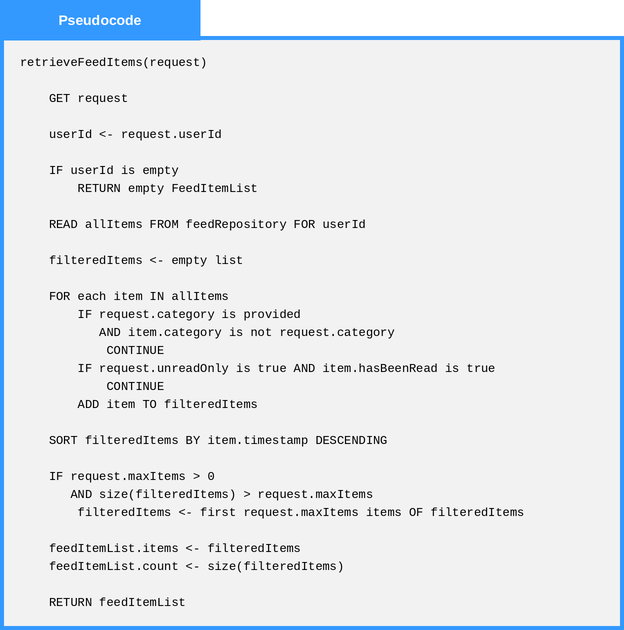 Pseudocode
retrieveFeedItems(request)
GET request
userId <- request.userId
IF userId is empty
RETURN empty FeedItemList
READ allItems FROM feedRepository FOR userId
filteredItems <- empty list
FOR each item IN allItems
IF request.category is provided
AND item.category is not request.category
CONTINUE
IF request.unreadOnly is true AND item.hasBeenRead is true
CONTINUE
ADD item TO filteredItems
SORT filteredItems BY item.timestamp DESCENDING
IF request.maxItems > 0
AND size(filteredItems) > request.maxItems
filteredItems <- first request.maxItems items OF filteredItems
feedItemList.items <- filteredItems
feedItemList.count <- size(filteredItems)
RETURN feedItemList